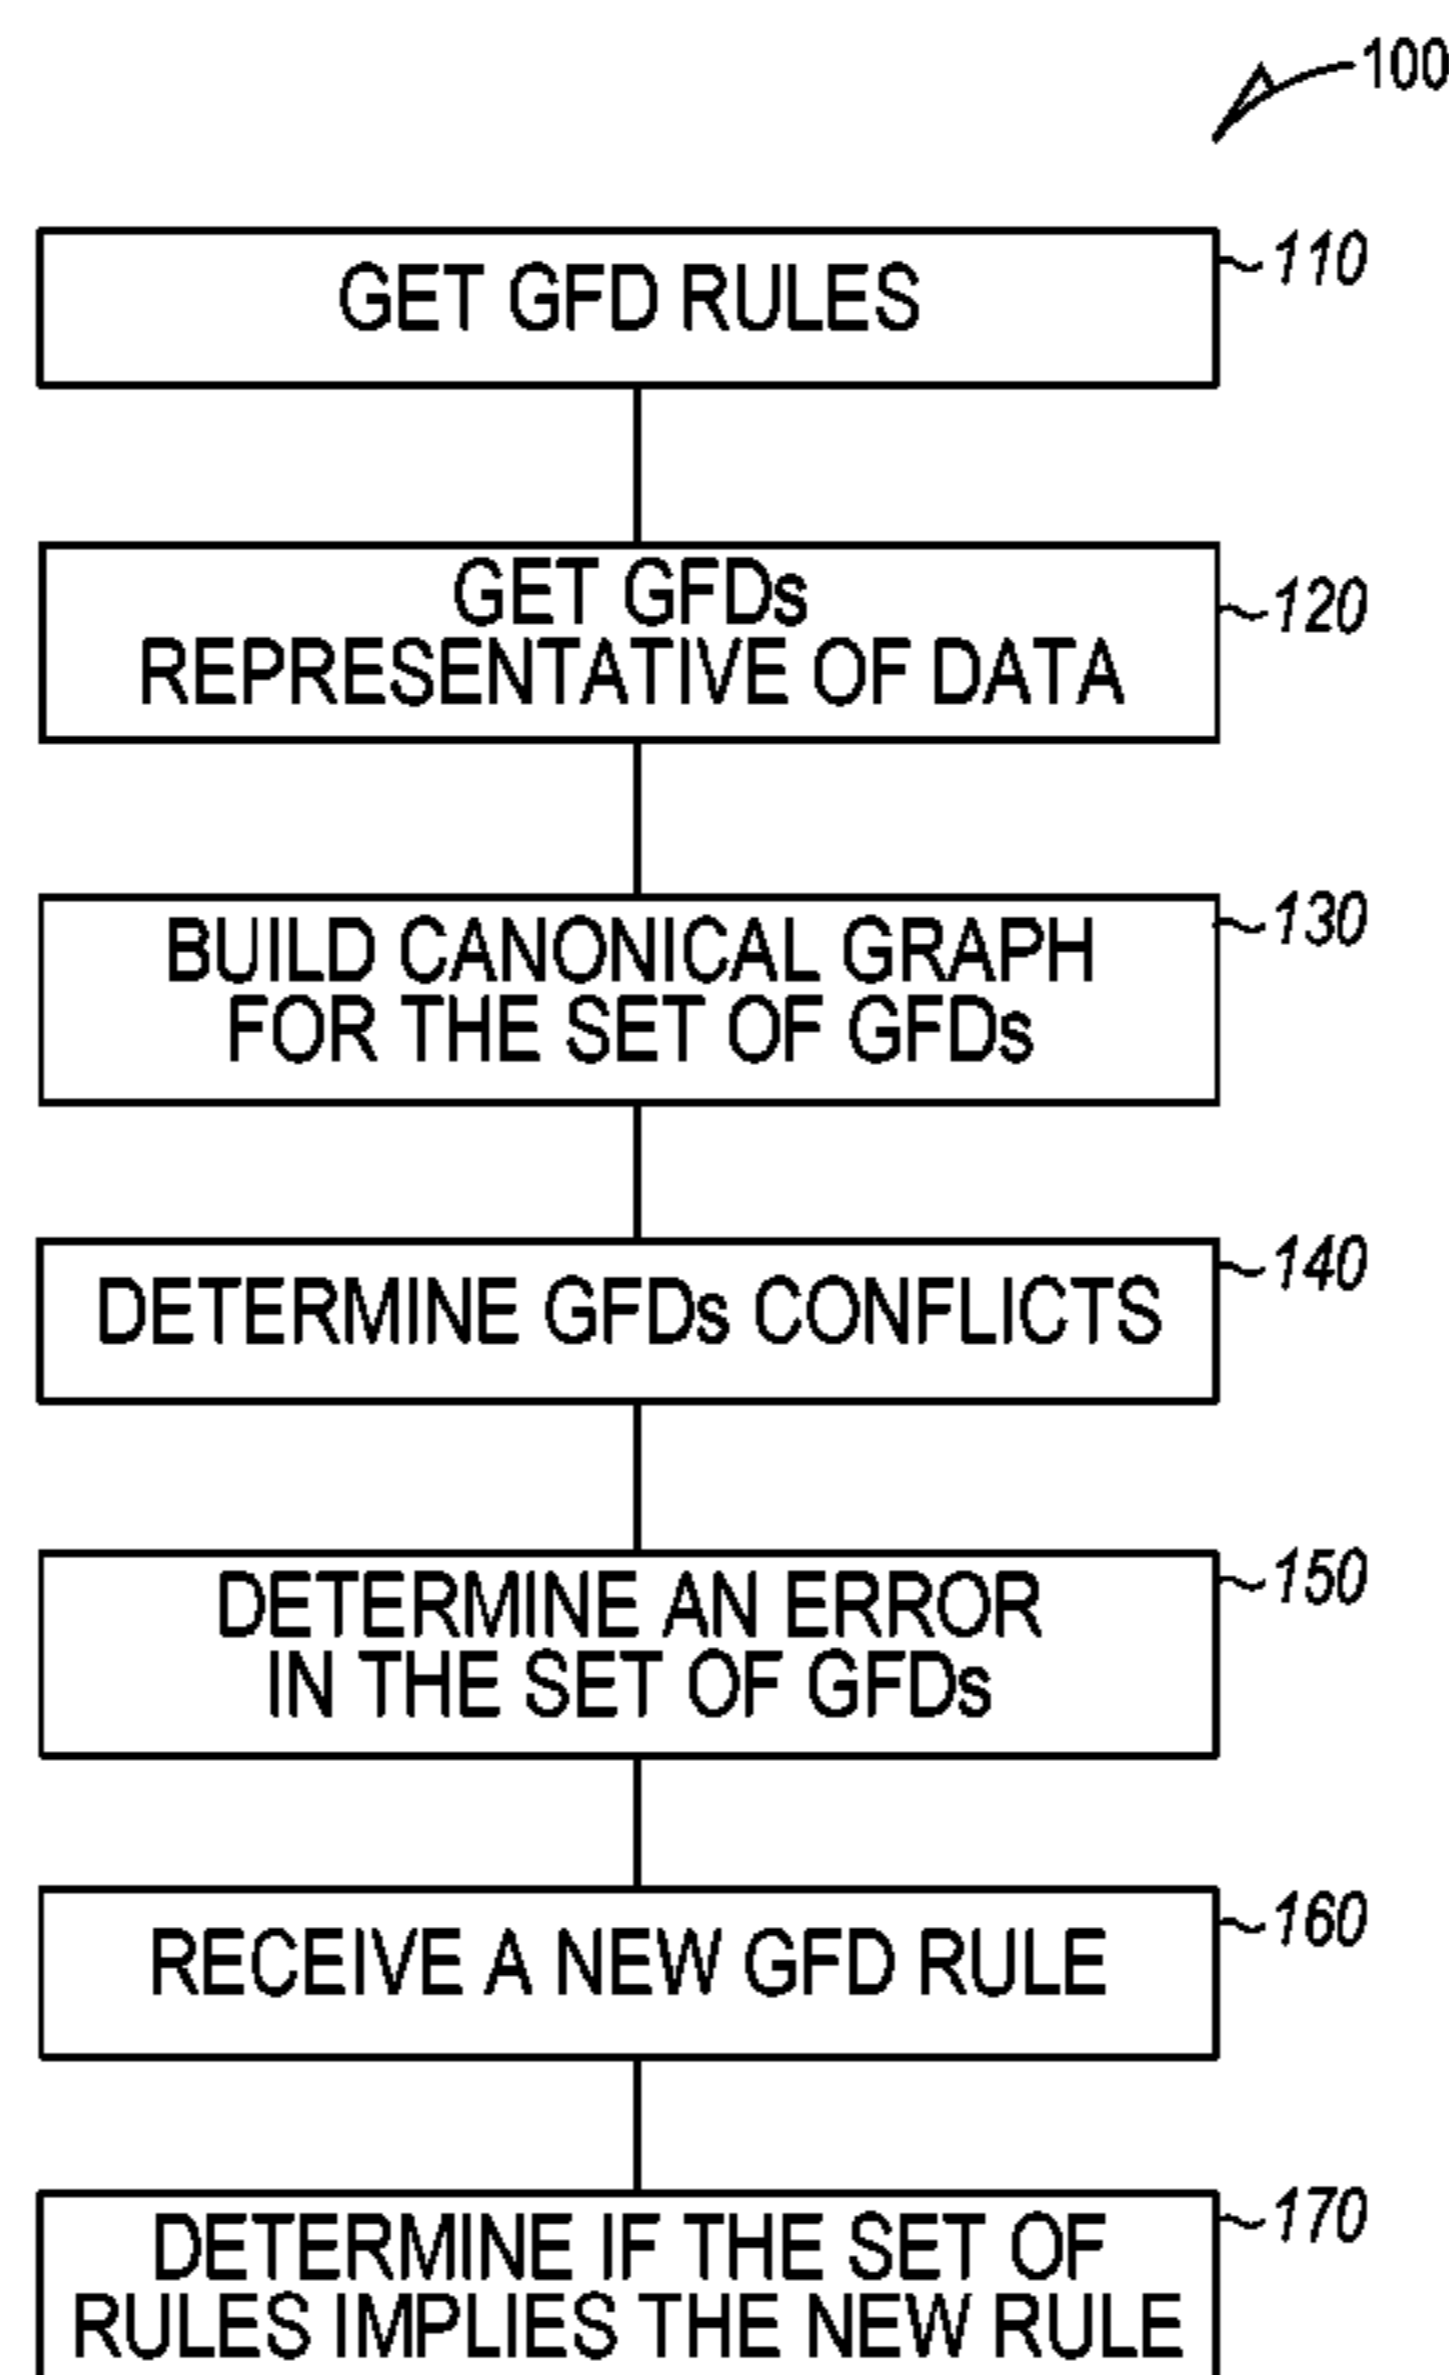 100
GET GFD RULES
110
GET GFDs
REPRESENTATIVE OF DATA
120
BUILD CANONICAL GRAPH
FOR THE SET OF GFDs
130
DETERMINE GFDs CONFLICTS
140
DETERMINE AN ERROR
IN THE SET OF GFDs
150
RECEIVE A NEW GFD RULE
160
DETERMINE IF THE SET OF
RULES IMPLIES THE NEW RULE
170